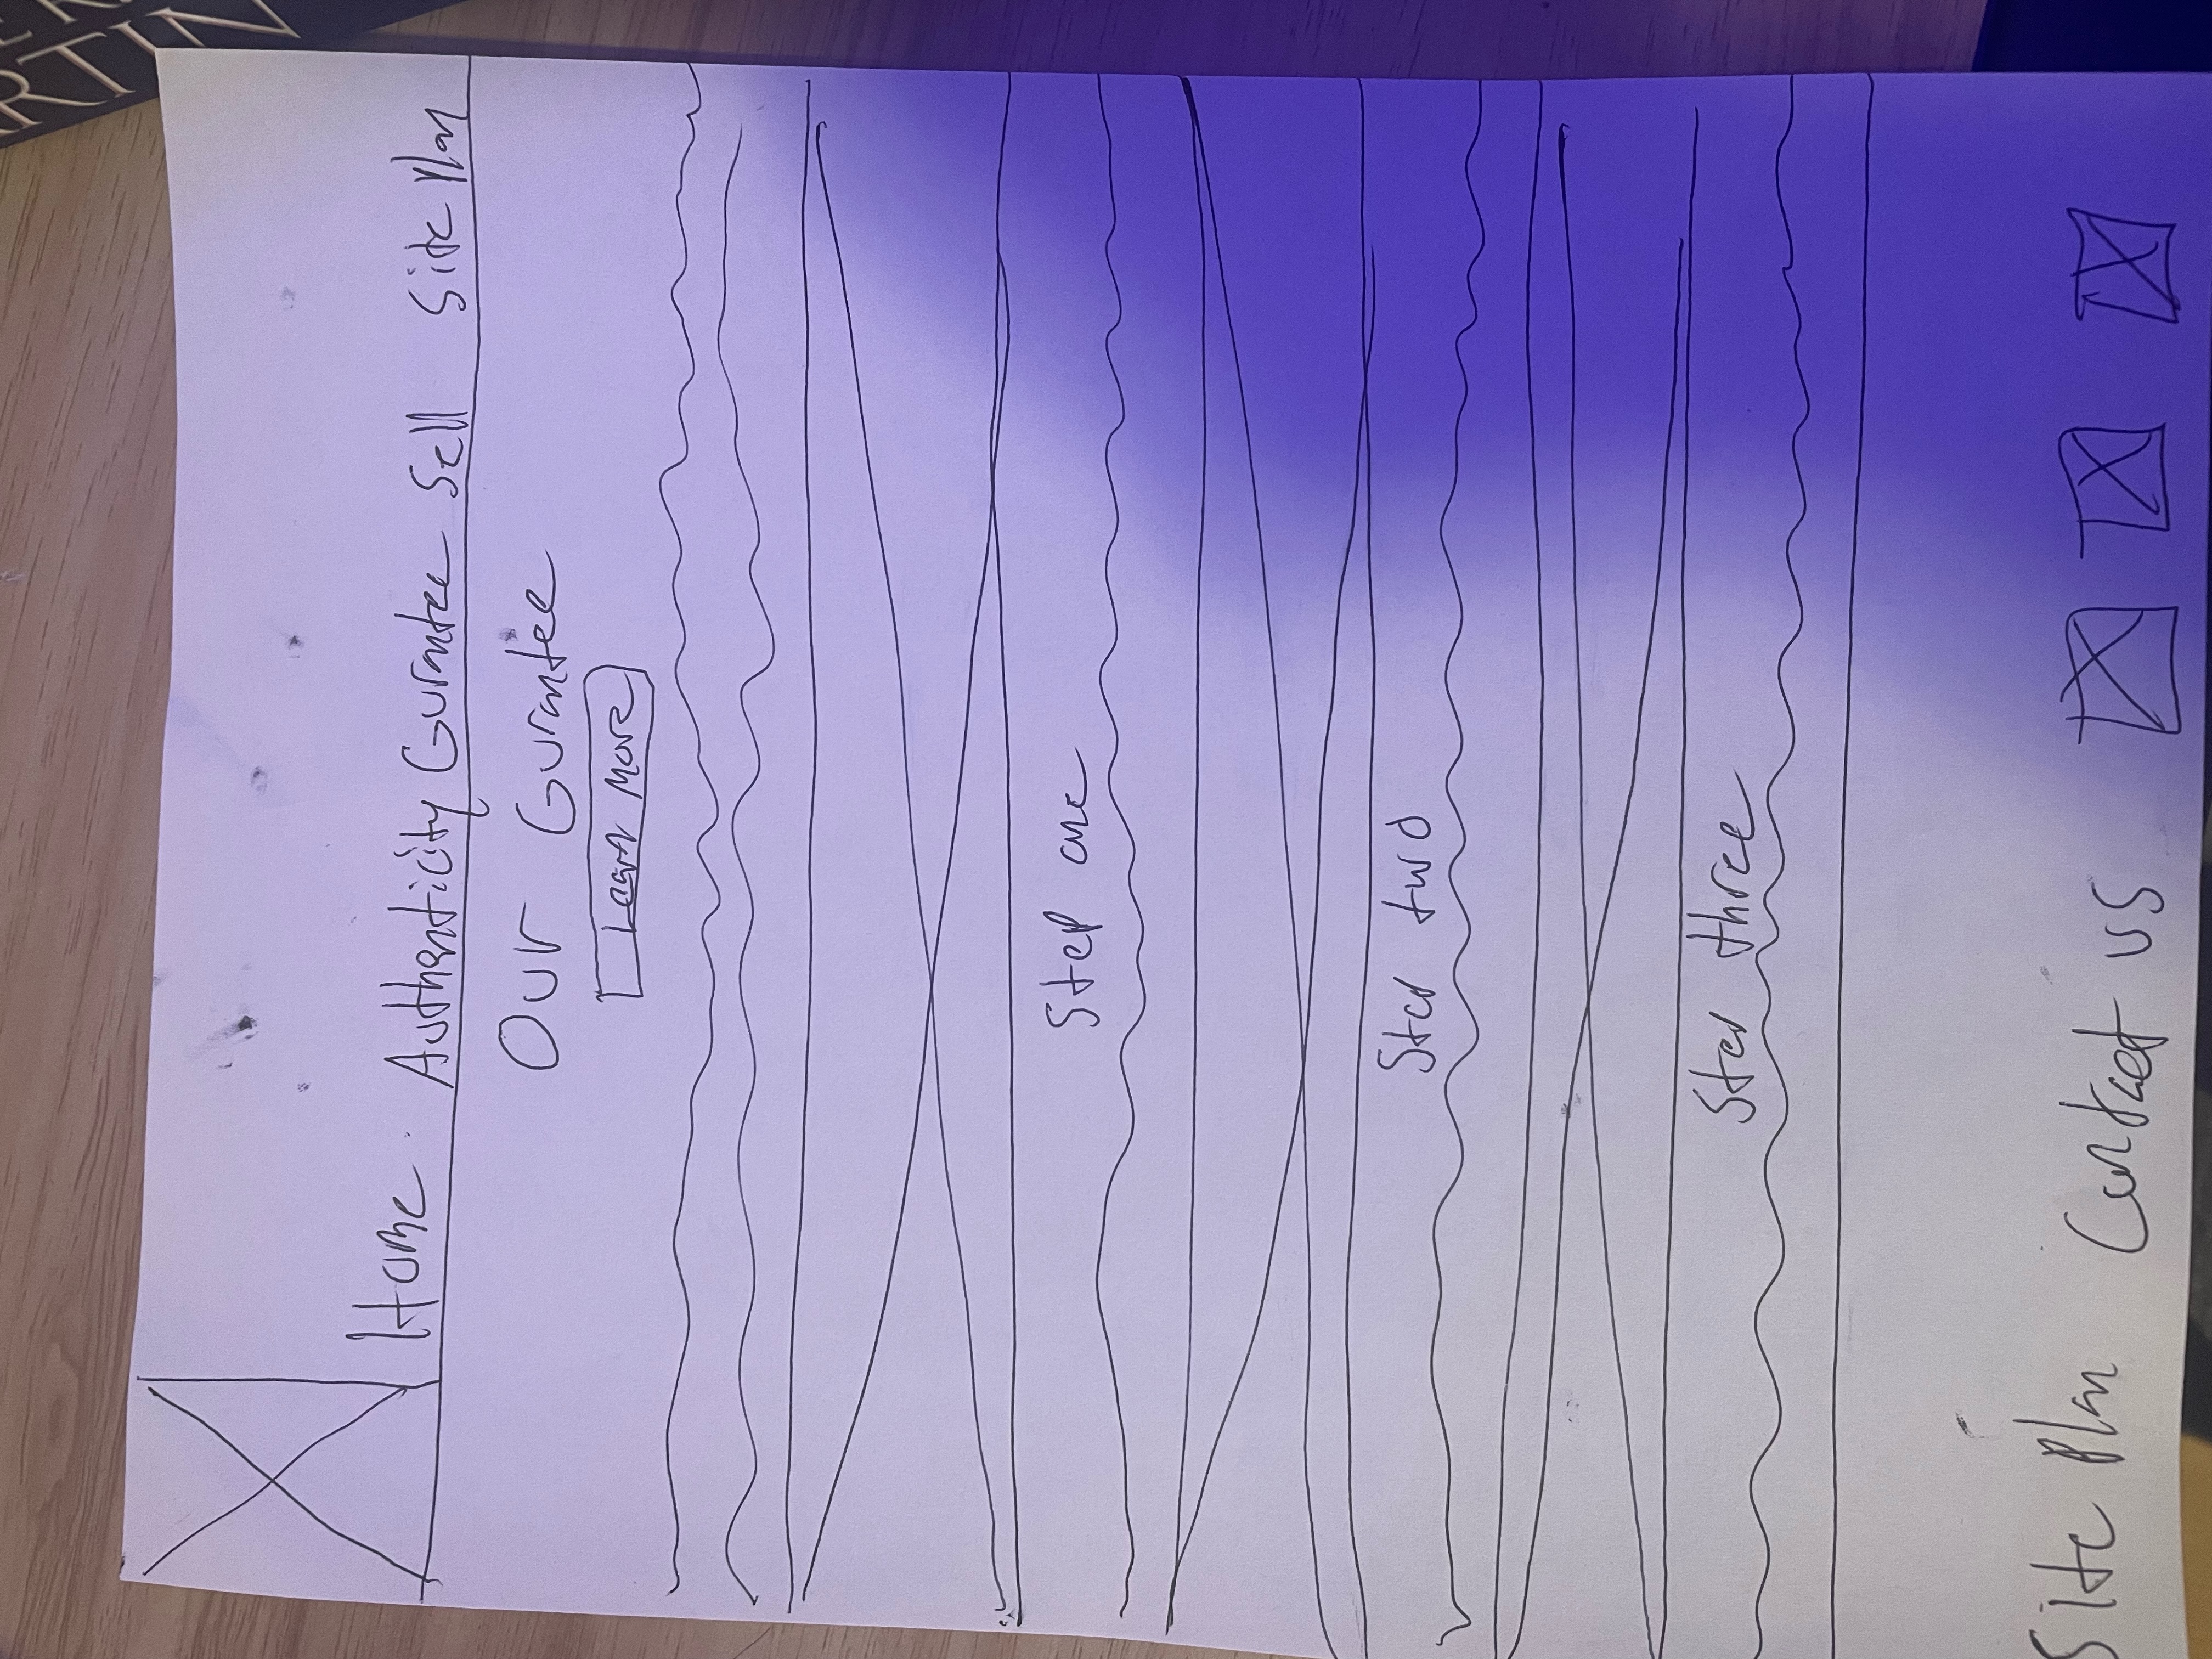 Home Authenticity Gurantee Sell Site Plan
Our Gurantee
Learn More
Step one
Step two
Step three
Site Plan Contact us
RTIN